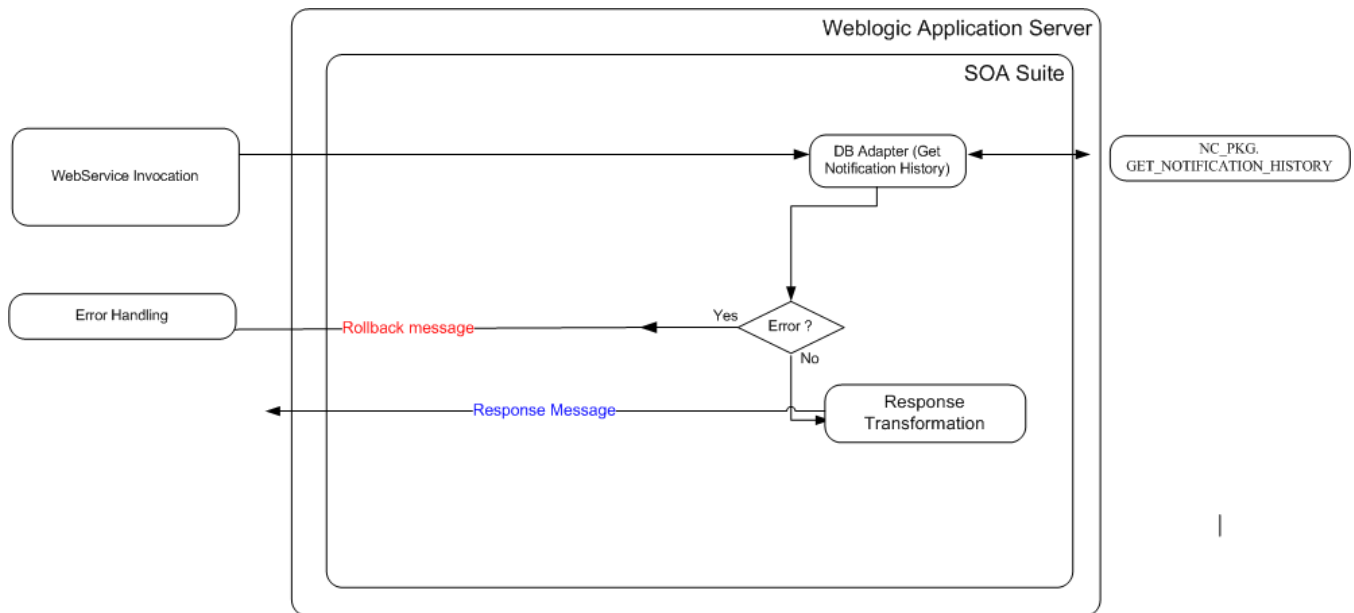 Weblogic Application Server
SOA Suite
WebService Invocation
DB Adapter (Get
Notification History)
NC_PKG.
GET_NOTIFICATION_HISTORY
Error Handling
Rollback message
Yes
Error ?
No
Response Message
Response
Transformation